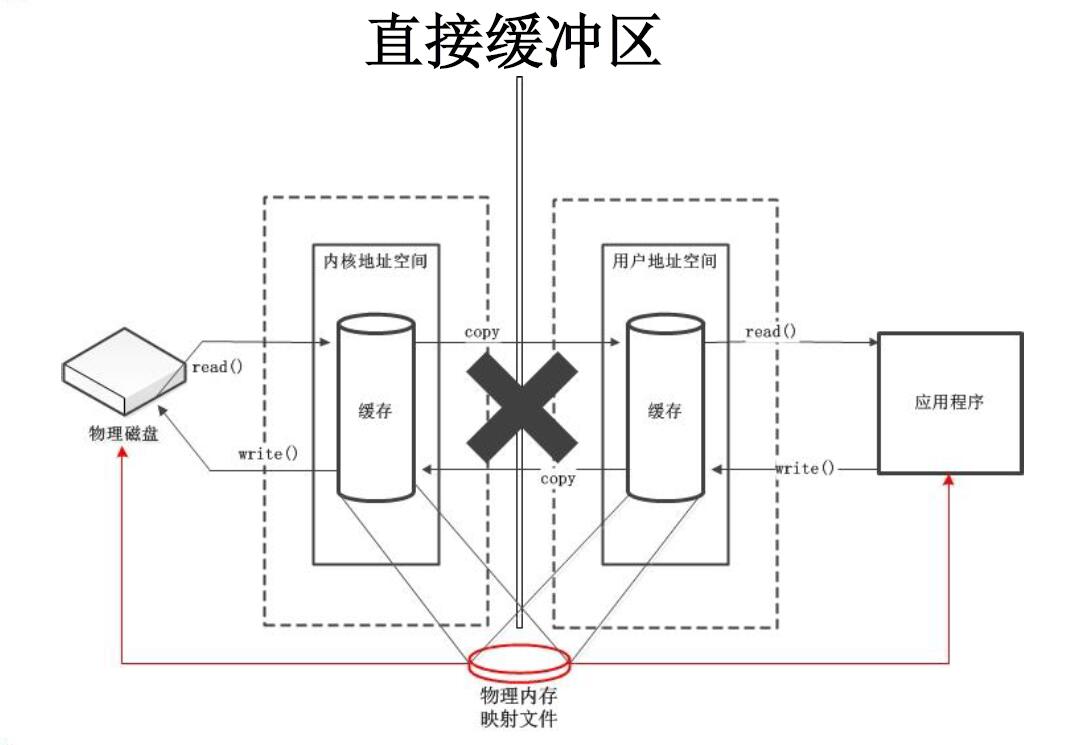 直接缓冲区
内核地址空间
用户地址空间
copy
read()
read()
缓存
缓存
应用程序
物理磁盘
write()
copy
write()
物理内存
映射文件